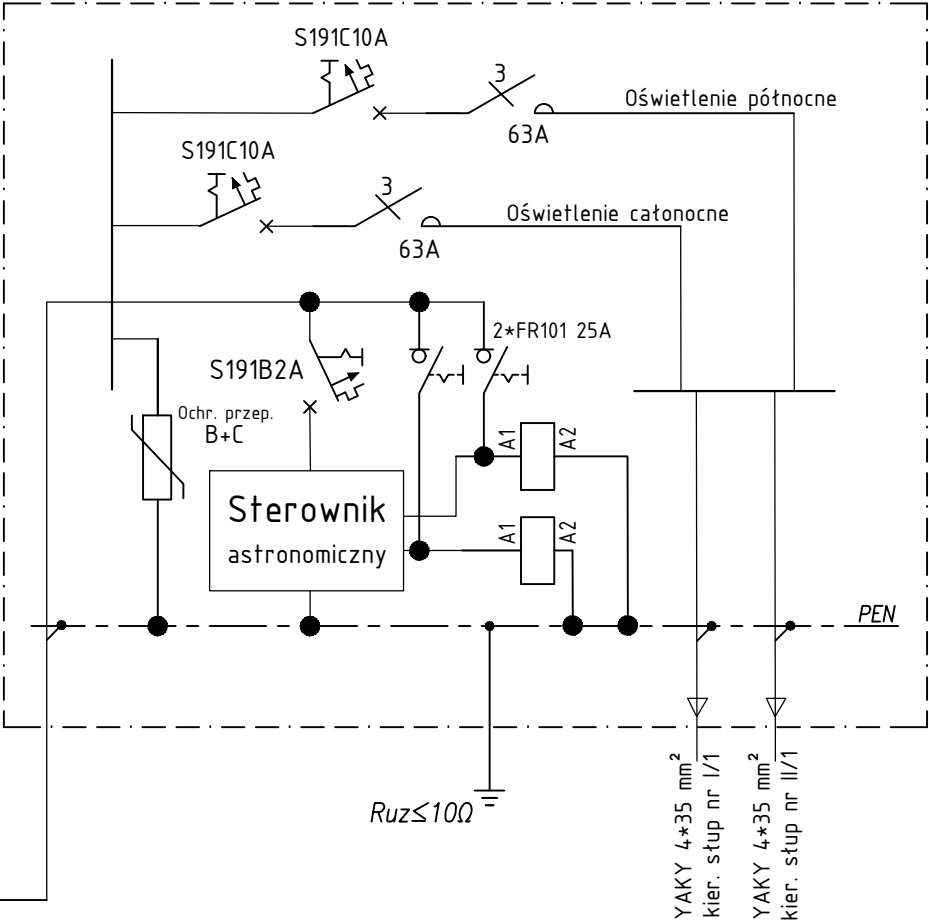 S191C10A
3
63A
Oświetlenie północne
S191C10A
3
63A
Oświetlenie całonocne
2*FR101 25A
S191B2A
Ochr. przep.
B+C
A1
A2
Sterownik
astronomiczny
A1
A2
PEN
Ruz≤10Ω
YAKY 4*35 mm²
kier. słup nr I/1
YAKY 4*35 mm²
kier. słup nr II/1